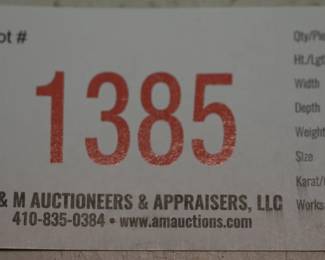 ot #
1385
& M AUCTIONEERS & APPRAISERS, LLC
410-835-0384 • www.amauctions.com
Qty/Pie
Ht./Lgt
Width
Depth
Weight
Size
Karat/
Works